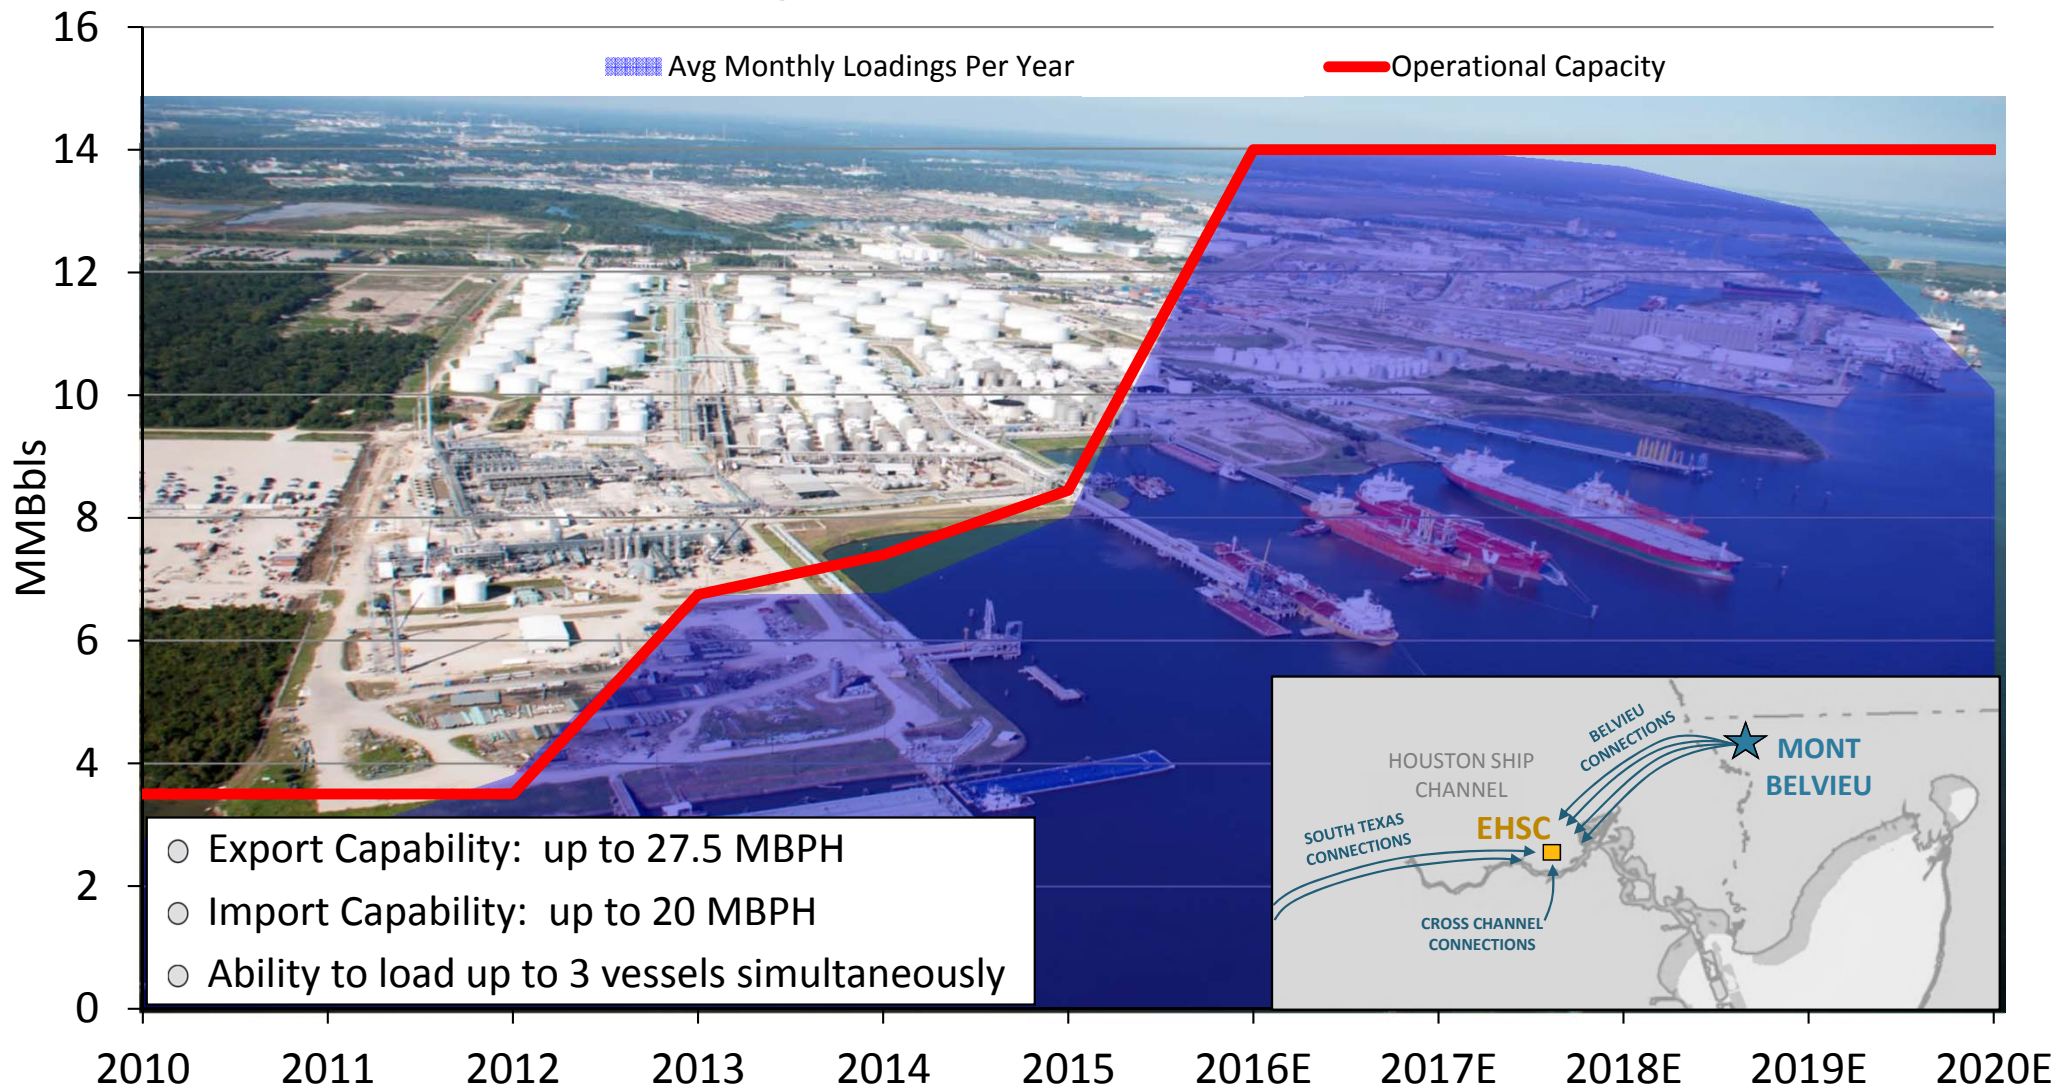 16
Avg Monthly Loadings Per Year
Operational Capacity
14
12
10
8
6
4
2
0
MMBbls
Export Capability: up to 27.5 MBPH
Import Capability: up to 20 MBPH
Ability to load up to 3 vessels simultaneously
BELVIEU
CONNECTIONS
MONT
BELVIEU
HOUSTON SHIP
CHANNEL
SOUTH TEXAS
CONNECTIONS
EHSC
CROSS CHANNEL
CONNECTIONS
2010 2011 2012 2013 2014 2015 2016E 2017E 2018E 2019E 2020E